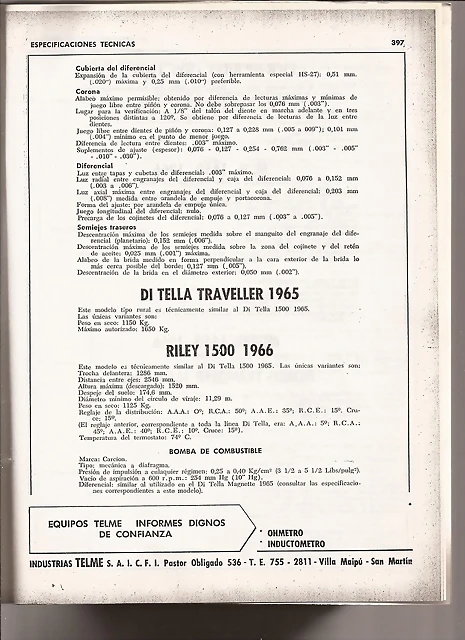 ESPECIFICACIONES TECNICAS 397
Cubierta del diferencial
Expansión de la cubierta del diferencial (con herramienta especial HS-27): 0,51 mm.
(.020") máxima y 0,25 mm (.010") preferible.
Corona
Alabeo máximo permisible: obtenido por diferencia de lecturas máximas y mínimas de
juego libre entre piñón y corona. No debe sobrepasar los 0,076 mm (.003").
Lugar para la verificación: A 1/8" del talón del diente en marcha adelante y en tres
posiciones distintas a 120º. Se obtiene por diferencia de lecturas de la luz entre
dientes.
Juego libre entre dientes de piñón y corona: 0,127 a 0,228 mm (.005 a 009"); 0,101 mm
(.004") mínimo en el punto de menor juego.
Diferencia de lectura entre dientes: .003" máximo.
Suplementos de ajuste (espesor): 0,076 - 0,127 - 0,254 - 0,762 mm (.003" - .005"
- .010" - .030").
Diferencial
Luz entre tapas y cubetas de diferencial: .003" máximo.
Luz radial entre engranajes del diferencial y caja del diferencial: 0,076 a 0,152 mm
(.003 a .006").
Luz axial máxima entre engranajes del diferencial y caja del diferencial: 0,203 mm
(.008") medida entre arandela de empuje y portacorona.
Forma del ajuste: por arandela de empuje única.
Juego longitudinal del diferencial: nulo.
Precarga de los cojinetes del diferencial: 0,076 a 0,127 mm (.003" a .005").
Semiejes traseros
Descentración máxima de los semiejes medida sobre el manguito del engranaje del dife-
rencial (planetario): 0,152 mm (.006").
Descentración máxima de los semiejes medida sobre la zona del cojinete y del retén
de aceite: 0,025 mm (.001") máxima.
Alabeo de la brida medido en forma perpendicular a la cara exterior de la brida lo
más cerca posible del borde: 0,127 mm (.005").
Descentración de la brida en el diámetro exterior: 0,050 mm (.002").
DI TELLA TRAVELLER 1965
Este modelo tipo rural es técnicamente similar al Di Tella 1500 1965.
Las únicas variantes son:
Peso en seco: 1150 Kg.
Máximo autorizado: 1650 Kg.
RILEY 1500 1966
Este modelo es técnicamente similar al Di Tella 1500 1965. Las únicas variantes son:
Trocha delantera: 1286 mm.
Distancia entre ejes: 2546 mm.
Altura máxima (descargado): 1520 mm.
Despeje del suelo: 174,6 mm.
Diámetro mínimo del círculo de viraje: 11,29 m.
Peso en seco: 1125 Kg.
Reglaje de la distribución: A.A.A.: Oº; R.C.A.: 50º; A.A.E.: 35º; R.C.E.: 15º. Cru-
ce: 15º.
(El reglaje anterior, correspondiente a toda la línea Di Tella, era: A.A.A.: 5º; R.C.A.:
45º; A.A.E.: 40º; R.C.E.: 10º. Cruce: 15º).
Temperatura del termostato: 74º C.
BOMBA DE COMBUSTIBLE
Marca: Carcion.
Tipo: mecánica a diafragma.
Presión de impulsión a cualquier régimen: 0,25 a 0,40 Kg/cm² (3 1/2 a 5 1/2 Libs/pulg²).
Vacío de aspiración a 600 r.p.m.: 254 mm Hg (10" Hg).
Diferencial: similar al utilizado en el Di Tella Magnette 1965 (consultar las especificacio-
nes correspondientes a este modelo).
EQUIPOS TELME INFORMES DIGNOS
DE CONFIANZA
· OHMETRO
· INDUCTOMETRO
INDUSTRIAS TELME S. A. I. C. F. I. Pastor Obligado 536 - T. E. 755 - 2811 - Villa Maipú - San Martín